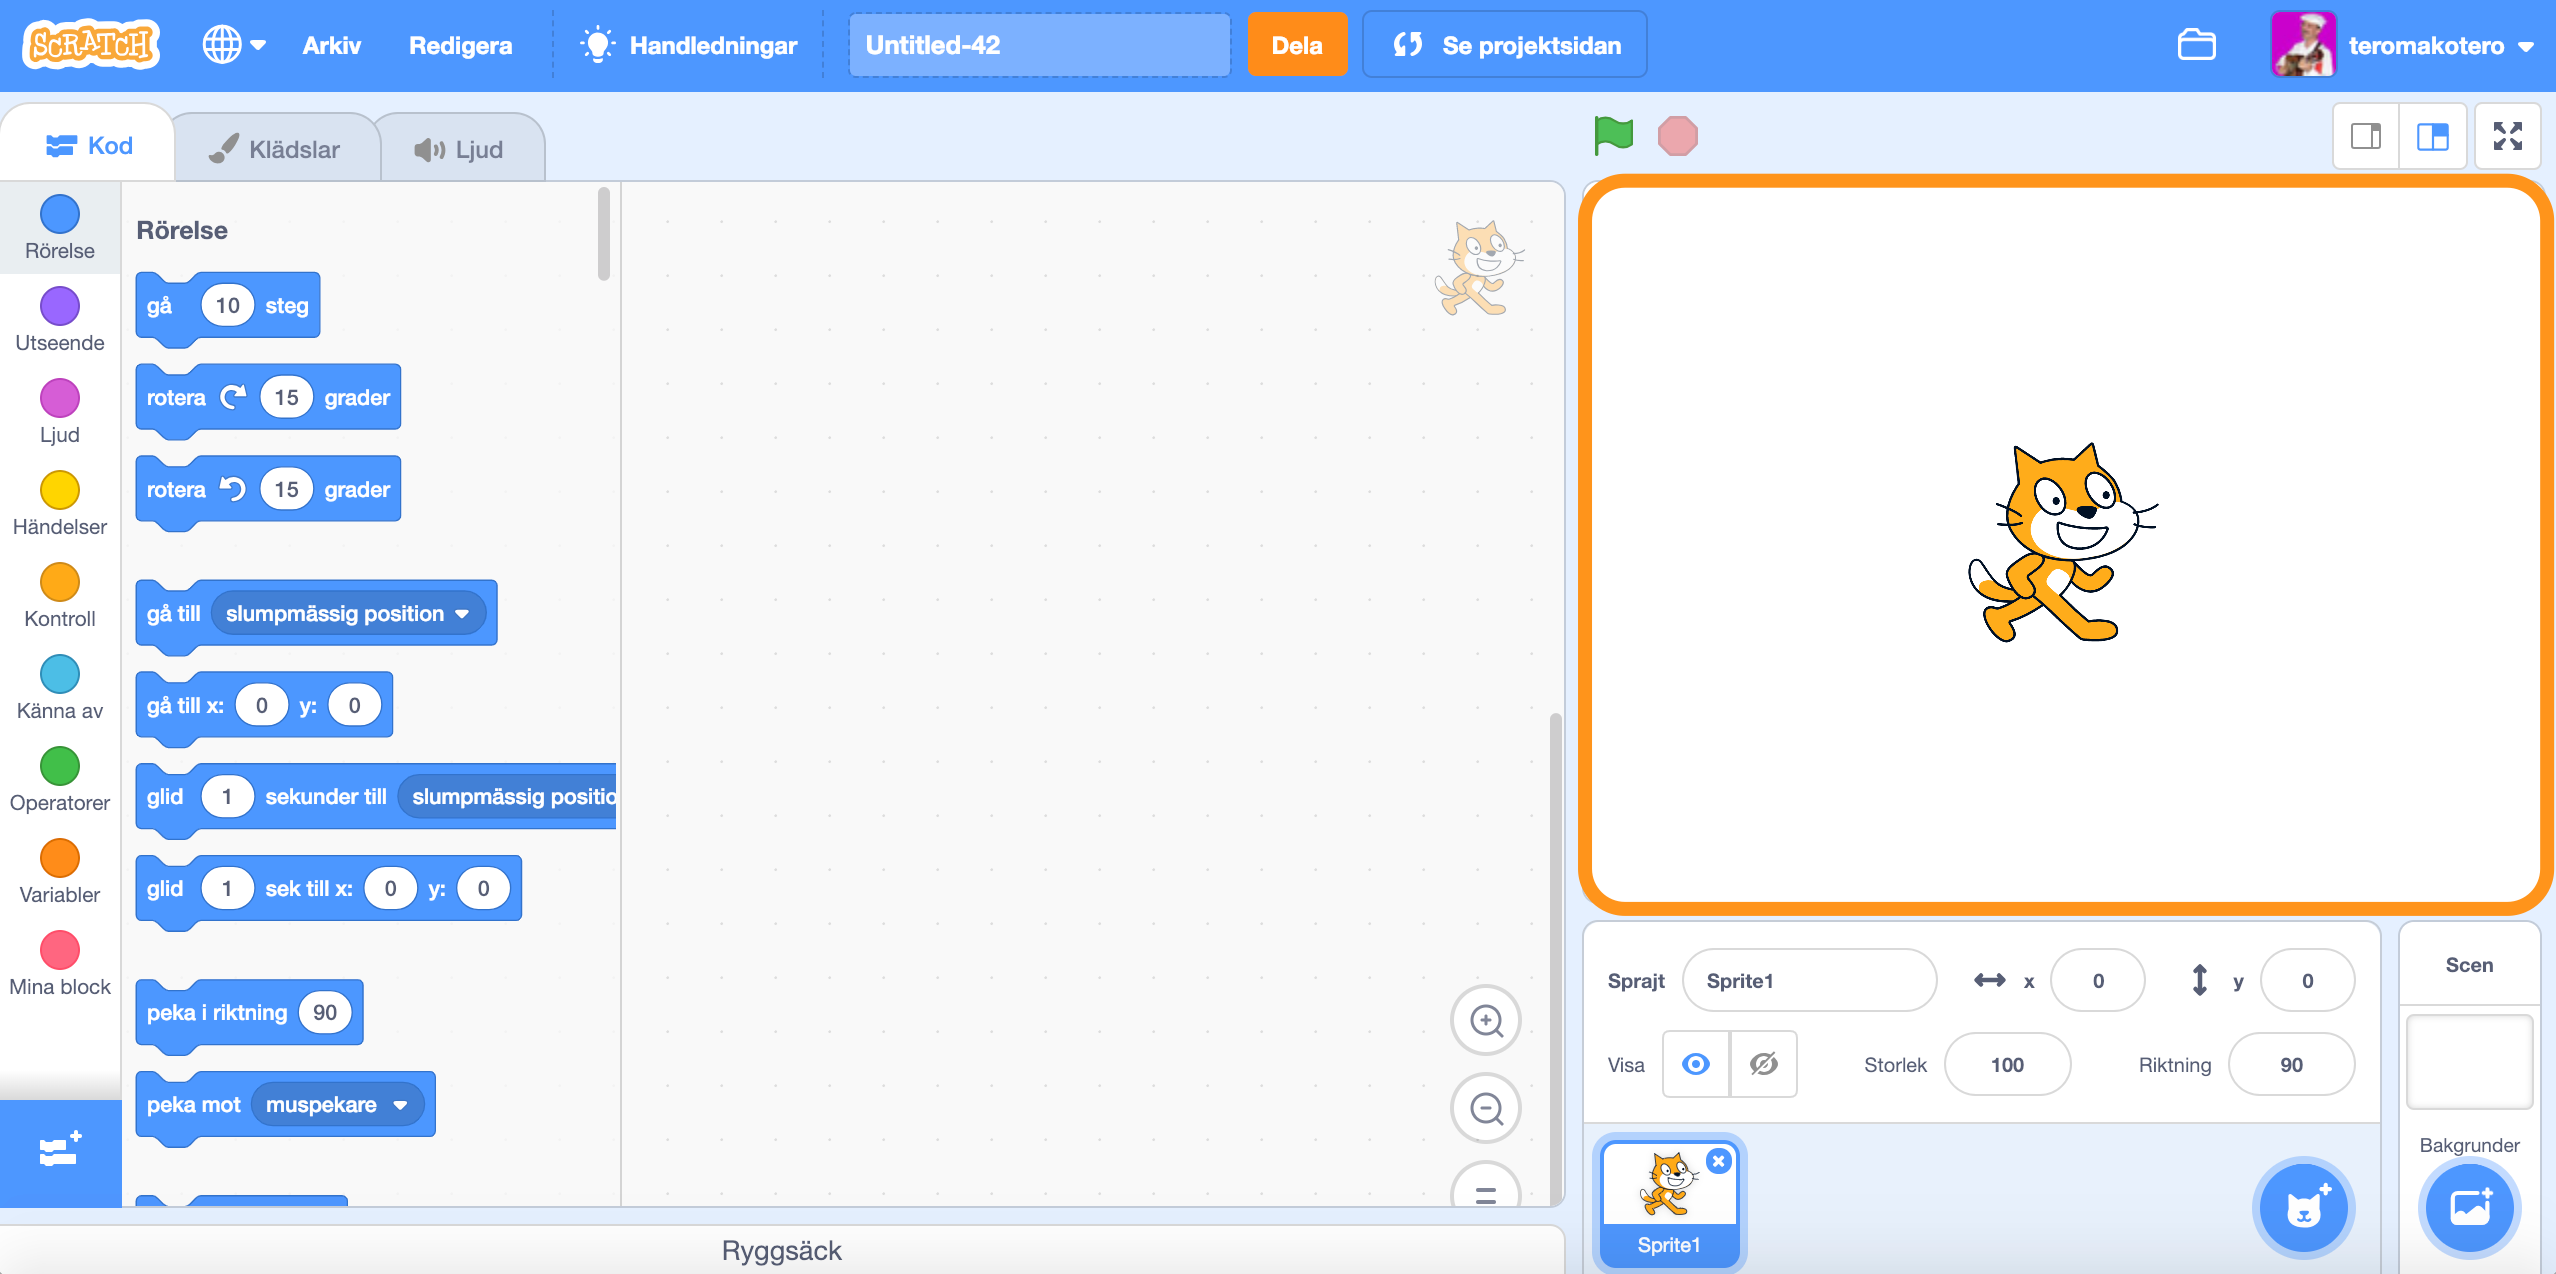 SCRATCH Arkiv Redigera Handledningar Untitled-42 Dela Se projektsidan teromakotero
Kod Klädslar Ljud
Rörelse
Utseende
Ljud
Händelser
Kontroll
Känna av
Operatorer
Variabler
Mina block
Rörelse
gå 10 steg
rotera 15 grader
rotera 15 grader
gå till slumpmässig position
gå till x: 0 y: 0
glid 1 sekunder till slumpmässig positio
glid 1 sek till x: 0 y: 0
peka i riktning 90
peka mot muspekare
Ryggsäck
Sprajt Sprite1 x 0 y 0
Visa Storlek 100 Riktning 90
Sprite1
Scen
Bakgrunder